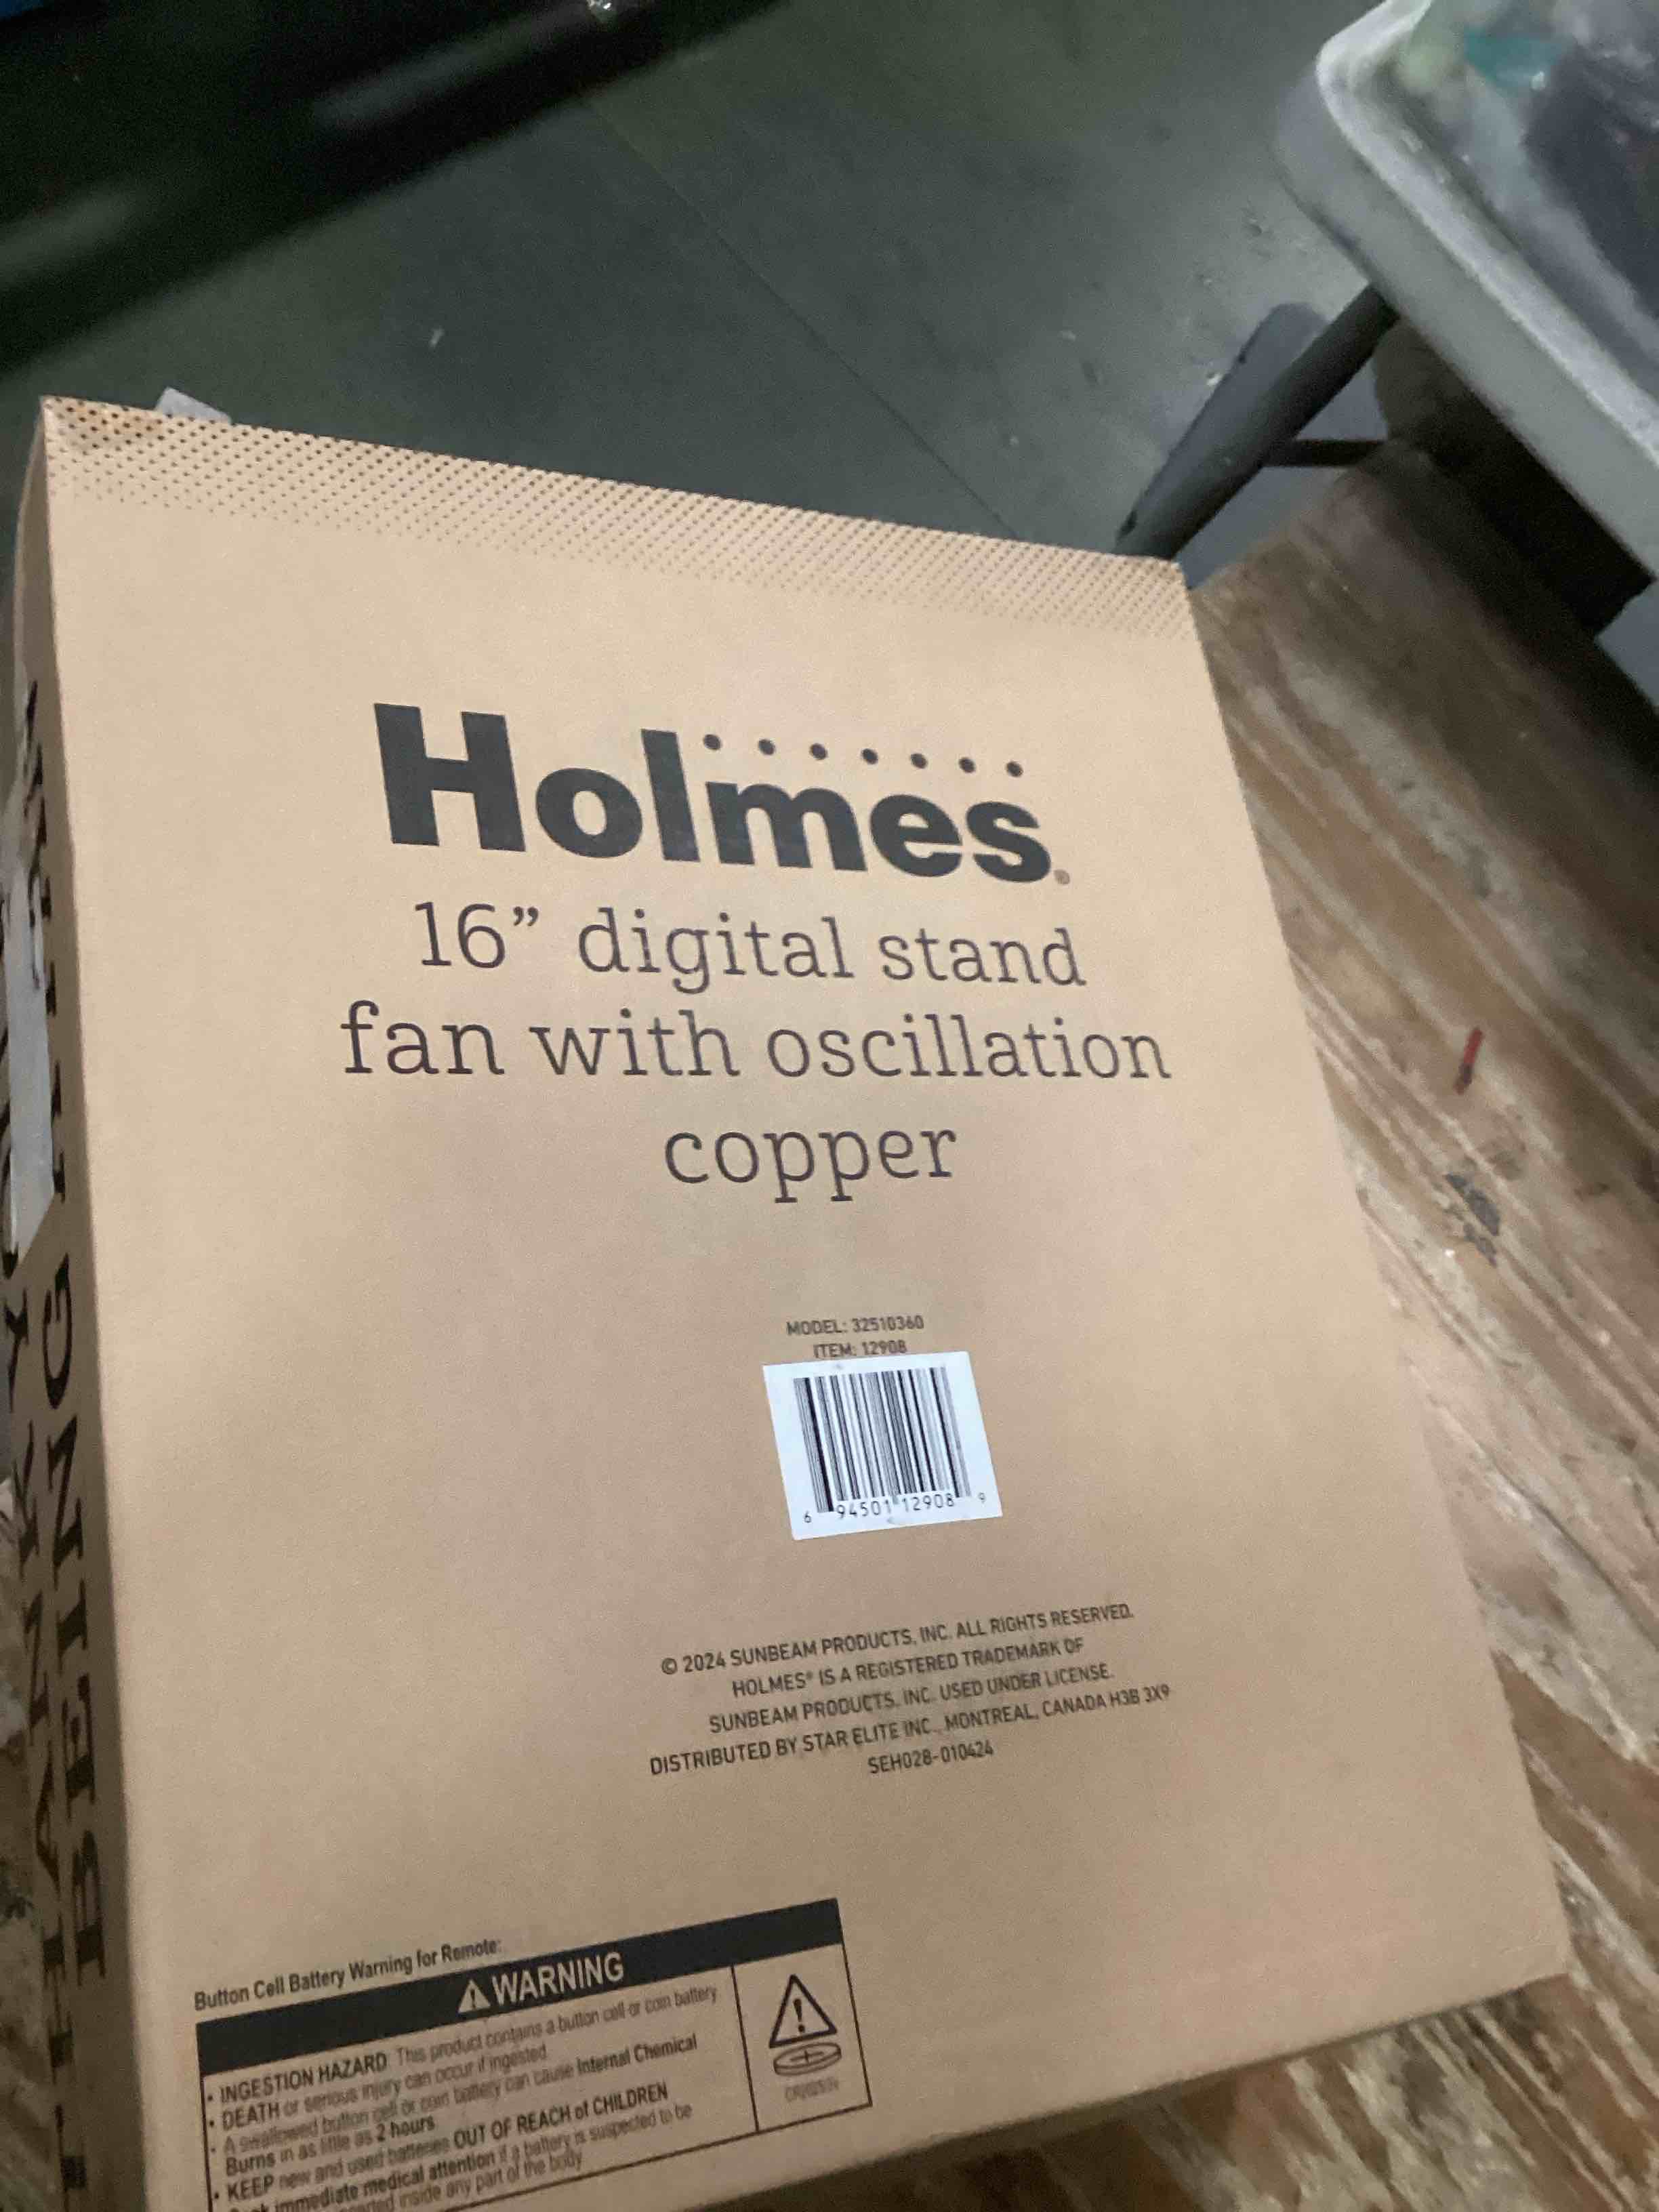 Holmes®
16” digital stand
fan with oscillation
copper
MODEL: 32510360
ITEM: 12908
6 94501 12908 9
© 2024 SUNBEAM PRODUCTS, INC. ALL RIGHTS RESERVED.
HOLMES® IS A REGISTERED TRADEMARK OF
SUNBEAM PRODUCTS, INC. USED UNDER LICENSE.
DISTRIBUTED BY STAR ELITE INC., MONTREAL, CANADA H3B 3X9
SEH028-010424
Button Cell Battery Warning for Remote:
WARNING
• INGESTION HAZARD This product contains a button cell or coin battery
• DEATH or serious injury can occur if ingested.
• A swallowed button cell or coin battery can cause Internal Chemical
Burns in as little as 2 hours
• KEEP new and used batteries OUT OF REACH of CHILDREN
immediate medical attention if a battery is suspected to be
inside any part of the body
THANK YOU
BEING